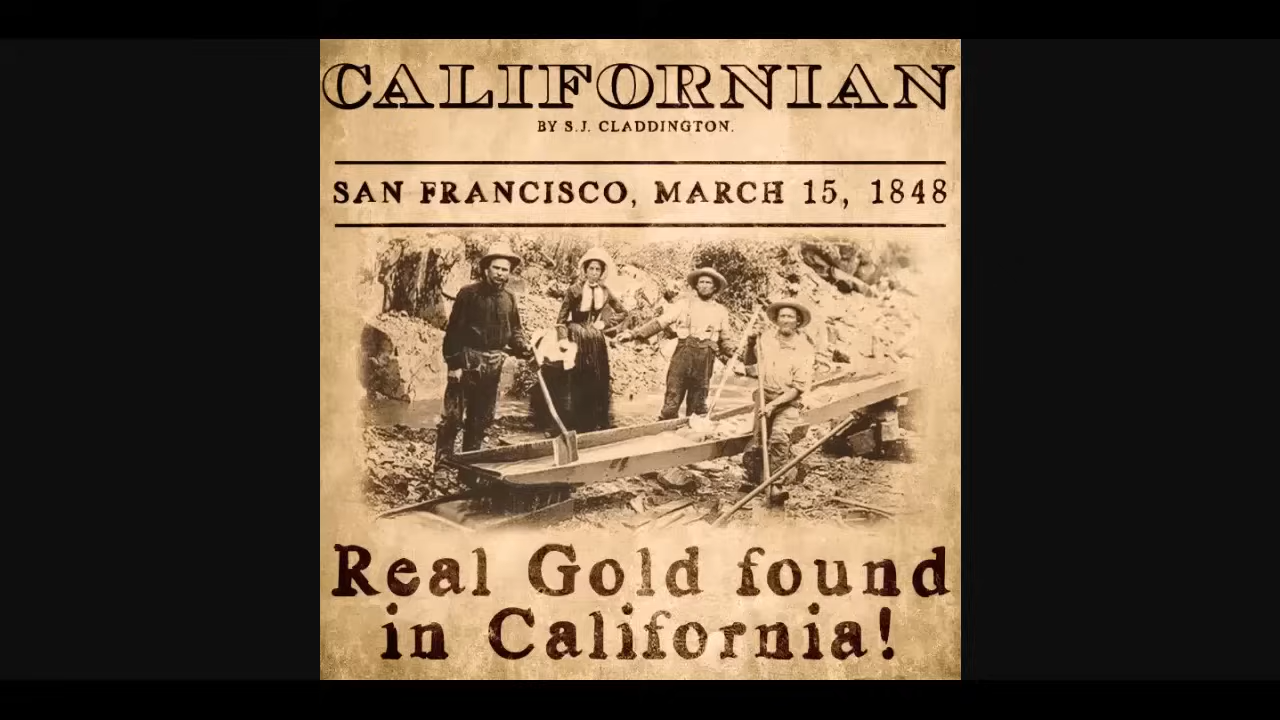 CALIFORNIAN
BY S.J. CLADDINGTON.
SAN FRANCISCO, MARCH 15, 1848
Real Gold found
in California!